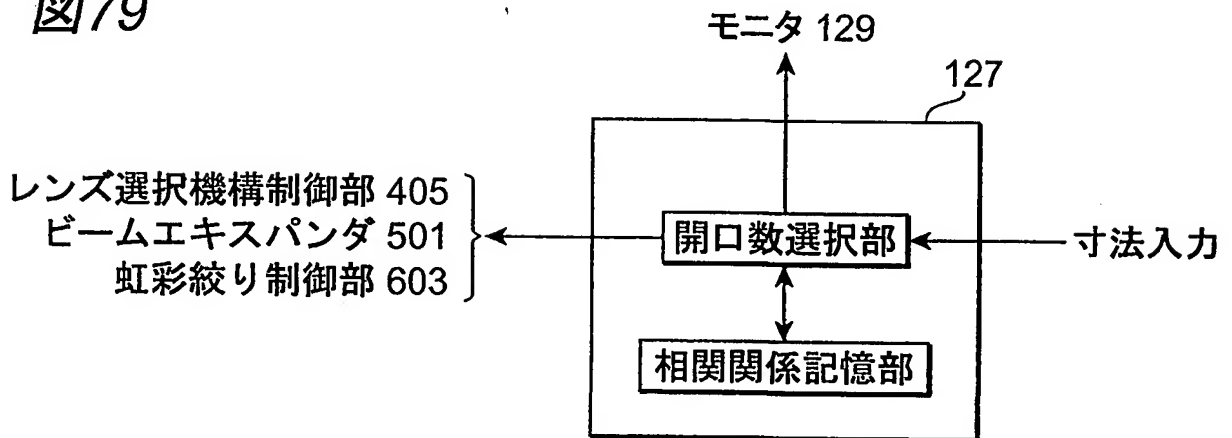 図79
モニタ 129
127
レンズ選択機構制御部 405
ビームエキスパンダ 501
虹彩絞り制御部 603
開口数選択部
寸法入力
相関関係記憶部